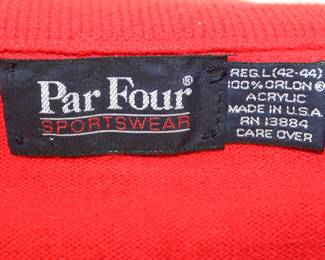 Par Four®
SPORTSWEAR
REG. L (42-44)
100% ORLON®
ACRYLIC
MADE IN U.S.A.
RN 13884
CARE OVER